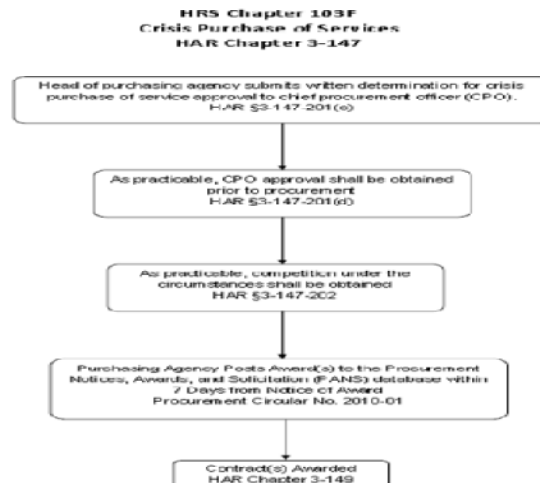 HRS Chapter 103F
Crisis Purchase of Services
HAR Chapter 3-147
Head of purchasing agency submits written determination for crisis
purchase of service approval to chief procurement officer (CPO).
HAR §3-147-201(c)
As practicable, CPO approval shall be obtained
prior to procurement
HAR §3-147-201(d)
As practicable, competition under the
circumstances shall be obtained
HAR §3-147-202
Purchasing Agency Posts Award(s) to the Procurement
Notices, Awards, and Solicitation (PANS) database within
7 Days from Notice of Award
Procurement Circular No. 2010-01
Contract(s) Awarded
HAR Chapter 3-149